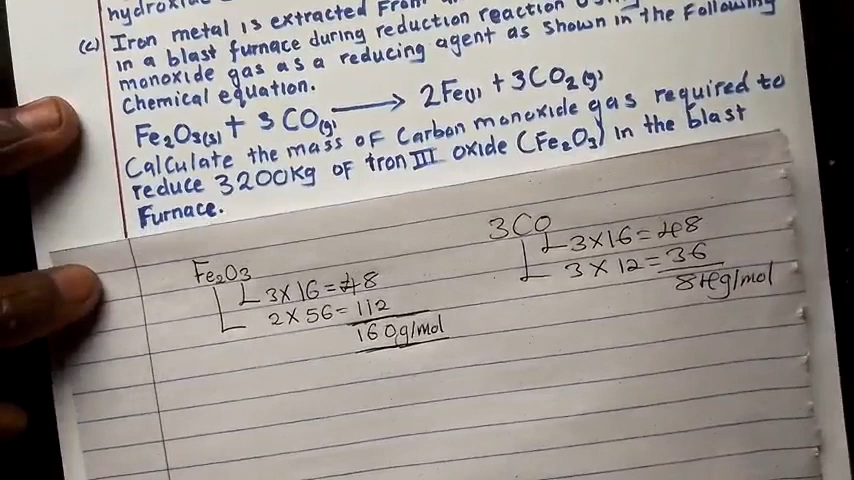 hydroxide
(c) Iron metal is extracted From
in a blast furnace during reduction reaction
monoxide gas as a reducing agent as shown in the Following
Chemical equation.
Fe₂O₃(s) + 3CO(g) ⟶ 2Fe(l) + 3CO₂(g)
Calculate the mass of Carbon monoxide gas required to
reduce 3200kg of Iron III oxide (Fe₂O₃) in the blast
Furnace.
Fe₂O₃
3×16=48
2×56=112
160g/mol
3CO
3×16=48
3×12=36
84g/mol